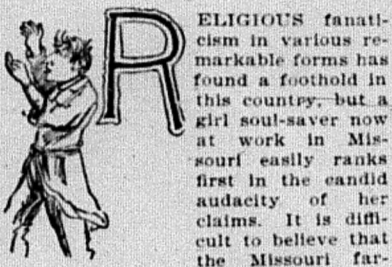 RELIGIOUS fanati-
cism in various re-
markable forms has
found a foothold in
this country, but a
girl soul-saver now
at work in Mis-
souri easily ranks
first in the candid
audacity of her
claims. It is diffi-
cult to believe that
the Missouri far-